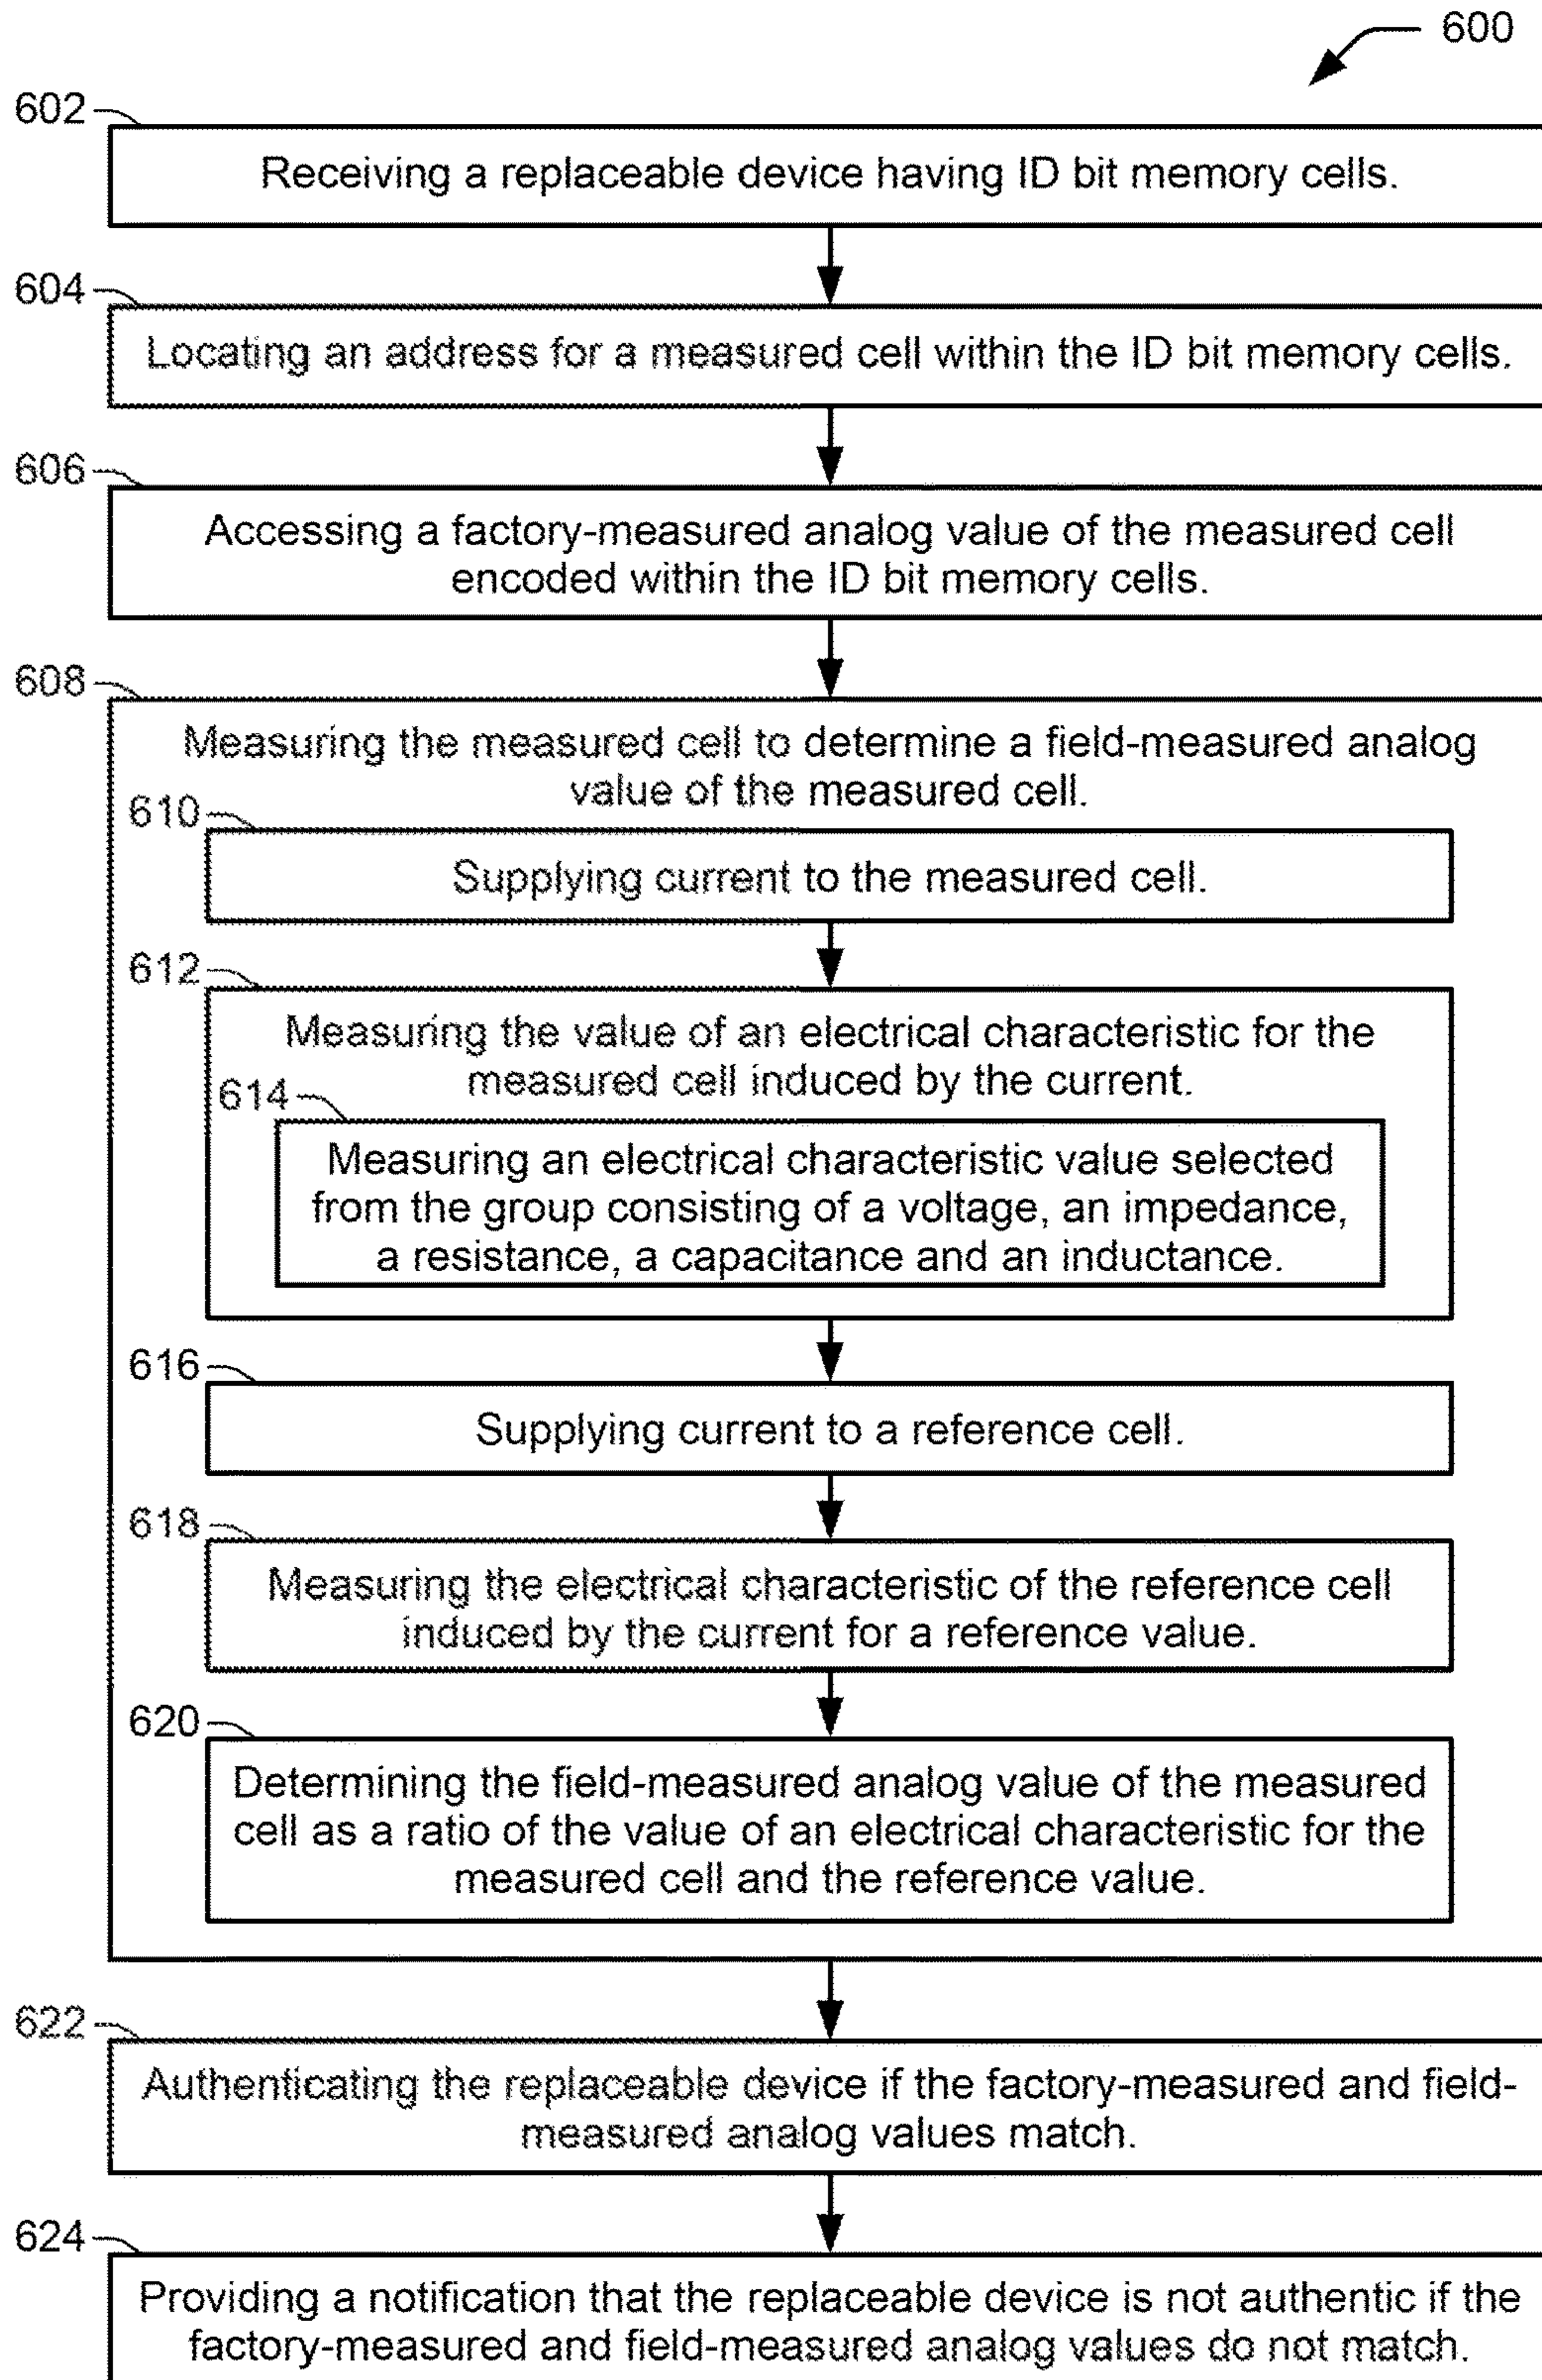 600
602
Receiving a replaceable device having ID bit memory cells.
604
Locating an address for a measured cell within the ID bit memory cells.
606
Accessing a factory-measured analog value of the measured cell
encoded within the ID bit memory cells.
608
Measuring the measured cell to determine a field-measured analog
value of the measured cell.
610
Supplying current to the measured cell.
612
Measuring the value of an electrical characteristic for the
measured cell induced by the current.
614
Measuring an electrical characteristic value selected
from the group consisting of a voltage, an impedance,
a resistance, a capacitance and an inductance.
616
Supplying current to a reference cell.
618
Measuring the electrical characteristic of the reference cell
induced by the current for a reference value.
620
Determining the field-measured analog value of the measured
cell as a ratio of the value of an electrical characteristic for the
measured cell and the reference value.
622
Authenticating the replaceable device if the factory-measured and field-
measured analog values match.
624
Providing a notification that the replaceable device is not authentic if the
factory-measured and field-measured analog values do not match.